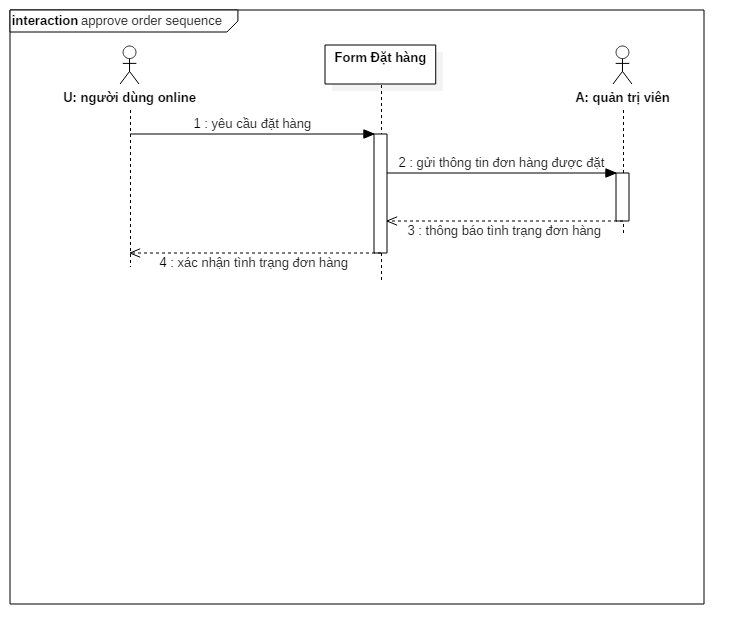 interaction approve order sequence
U: người dùng online
Form Đặt hàng
A: quản trị viên
1 : yêu cầu đặt hàng
2 : gửi thông tin đơn hàng được đặt
3 : thông báo tình trạng đơn hàng
4 : xác nhận tình trạng đơn hàng